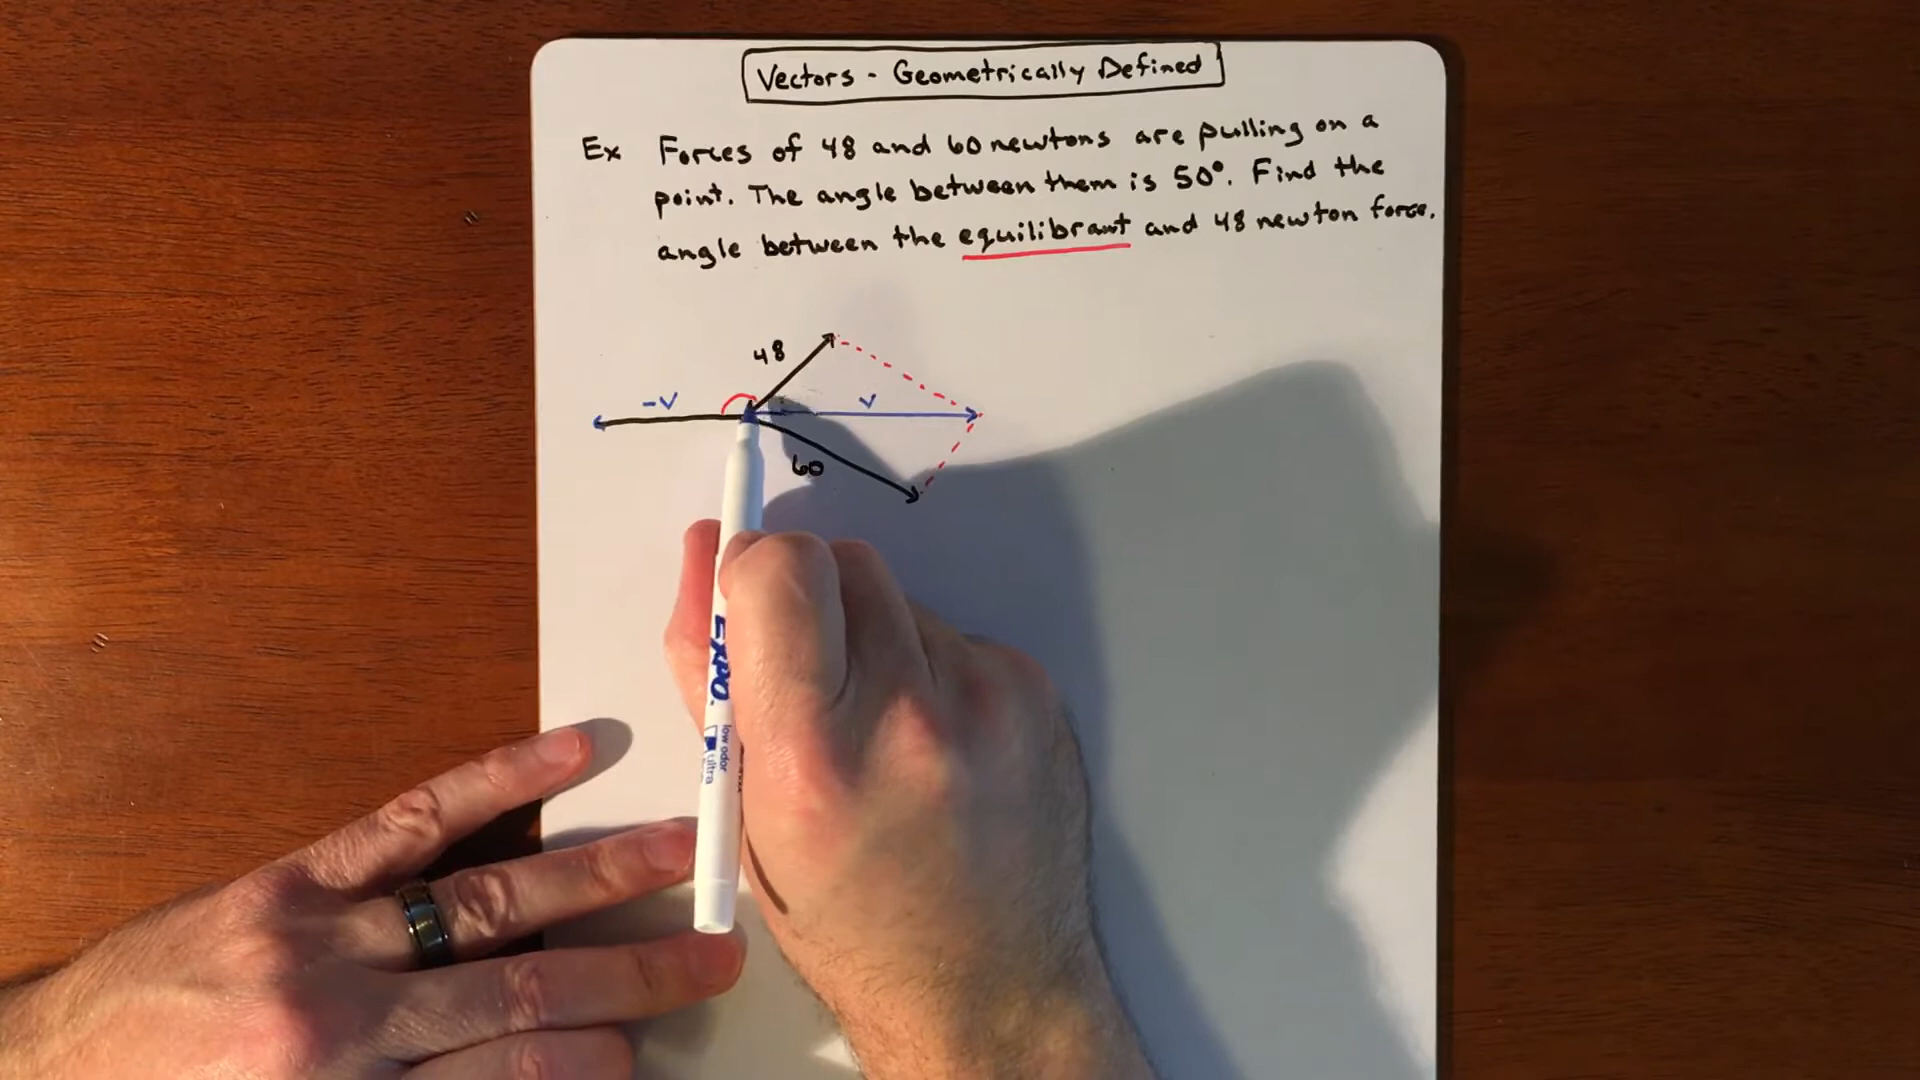 Vectors - Geometrically Defined
Ex Forces of 48 and 60 newtons are pulling on a
point. The angle between them is 50°. Find the
angle between the equilibrant and 48 newton force.
48
-v
v
60
EXPO.
low odor
ultra